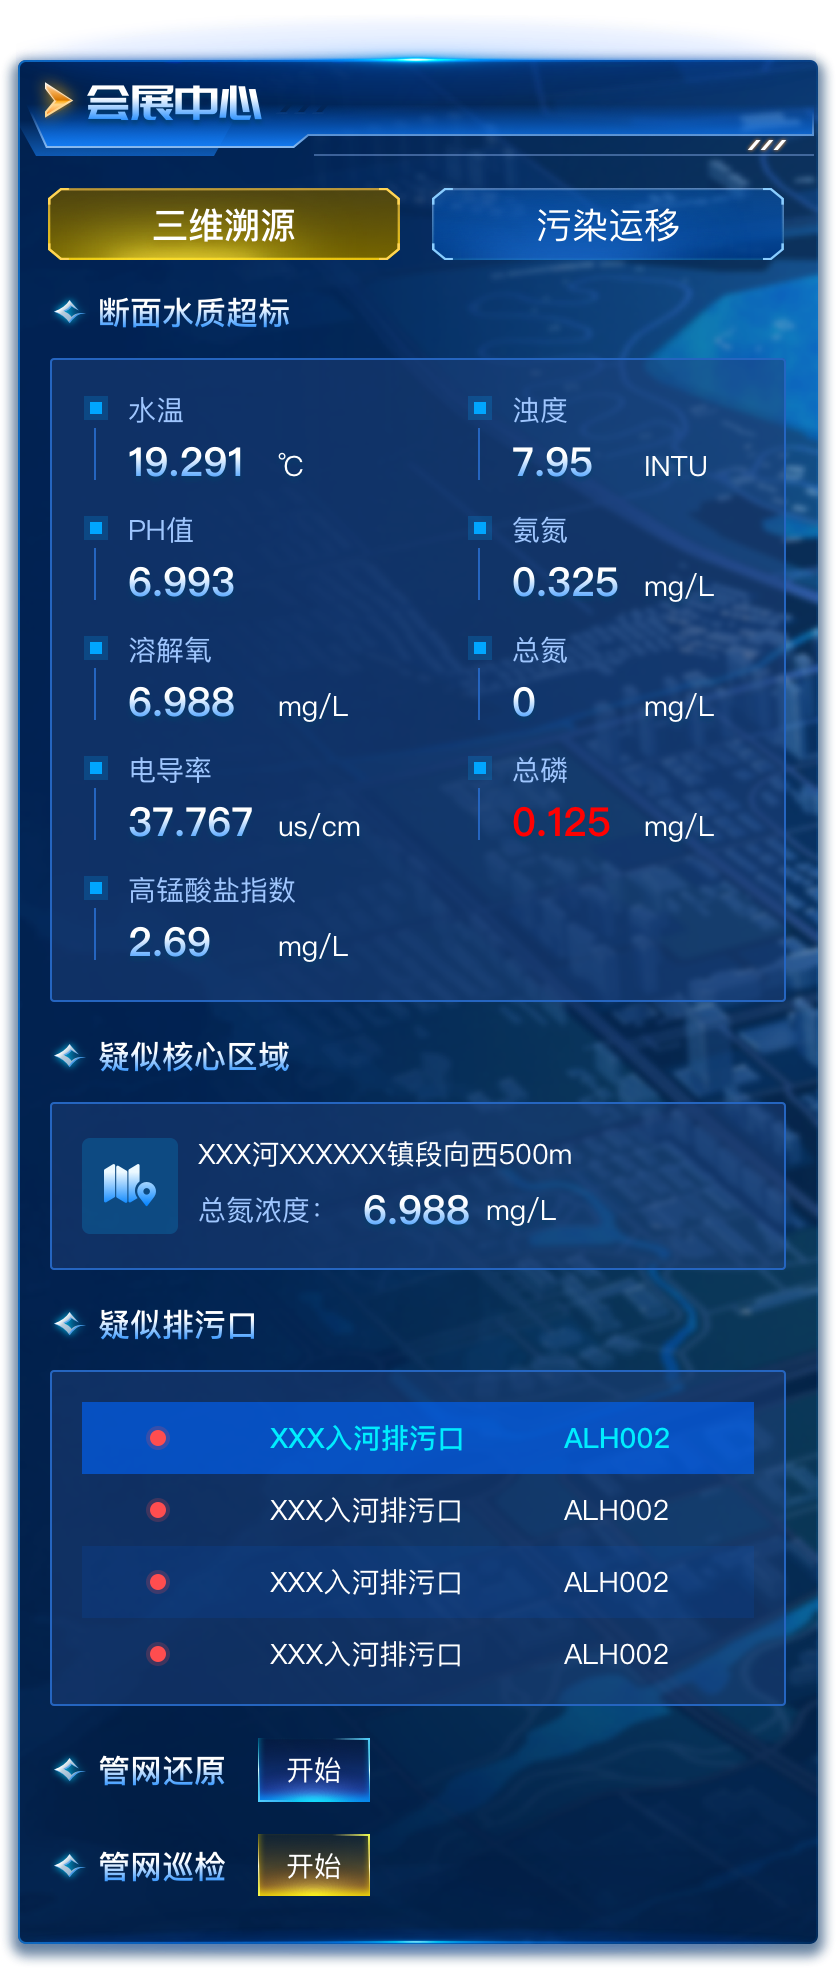 会展中心
三维溯源 污染运移
断面水质超标
水温 浊度
19.291 ℃ 7.95 INTU
PH值 氨氮
6.993 0.325 mg/L
溶解氧 总氮
6.988 mg/L 0 mg/L
电导率 总磷
37.767 us/cm 0.125 mg/L
高锰酸盐指数
2.69 mg/L
疑似核心区域
XXX河XXXXXX镇段向西500m
总氮浓度： 6.988 mg/L
疑似排污口
XXX入河排污口 ALH002
XXX入河排污口 ALH002
XXX入河排污口 ALH002
XXX入河排污口 ALH002
管网还原 开始
管网巡检 开始